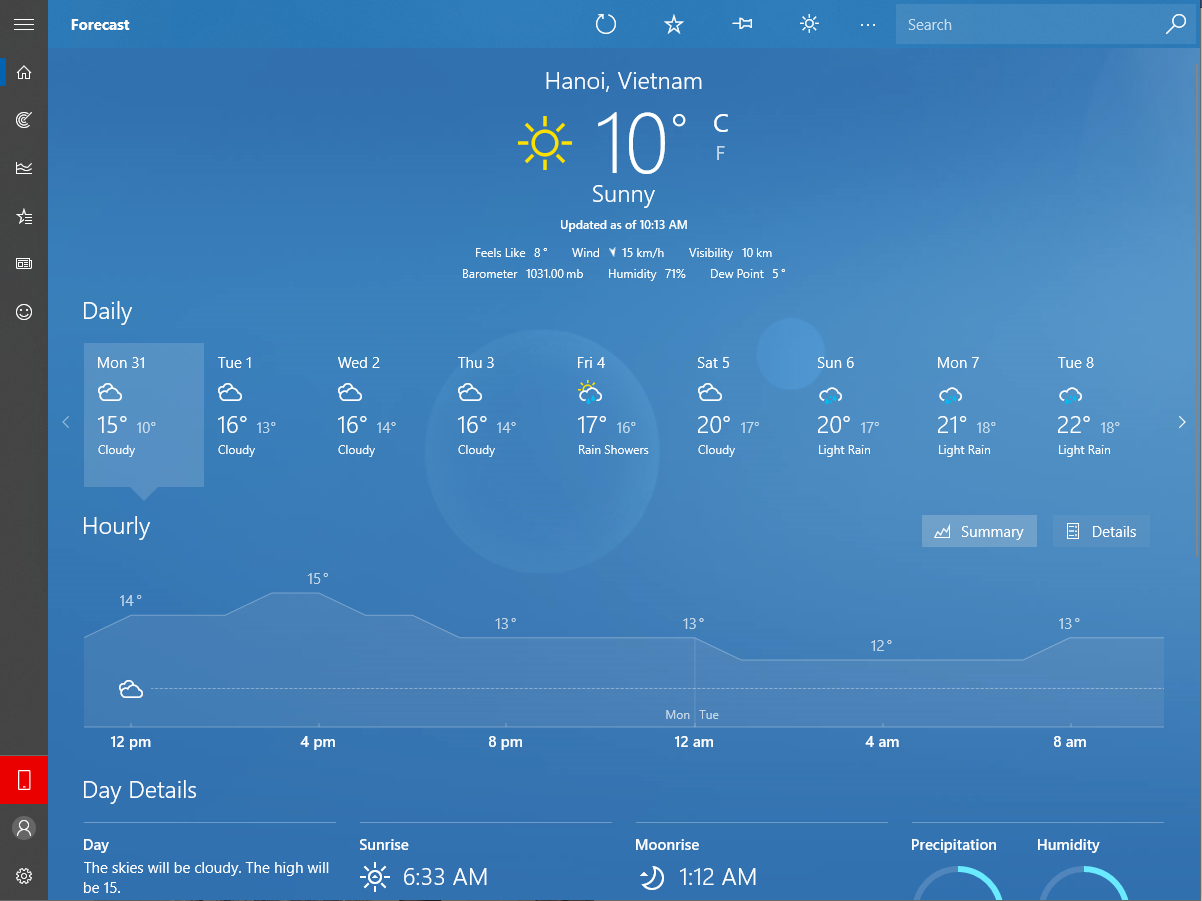 Forecast
Search
Hanoi, Vietnam
10° C
F
Sunny
Updated as of 10:13 AM
Feels Like 8° Wind 15 km/h Visibility 10 km
Barometer 1031.00 mb Humidity 71% Dew Point 5°
Daily
Mon 31 Tue 1 Wed 2 Thu 3 Fri 4 Sat 5 Sun 6 Mon 7 Tue 8
15° 10° 16° 13° 16° 14° 16° 14° 17° 16° 20° 17° 20° 17° 21° 18° 22° 18°
Cloudy Cloudy Cloudy Cloudy Rain Showers Cloudy Light Rain Light Rain Light Rain
Hourly
Summary Details
15°
14°
13° 13° 13°
12°
Mon Tue
12 pm 4 pm 8 pm 12 am 4 am 8 am
Day Details
Day Sunrise Moonrise Precipitation Humidity
The skies will be cloudy. The high will
be 15.
6:33 AM 1:12 AM